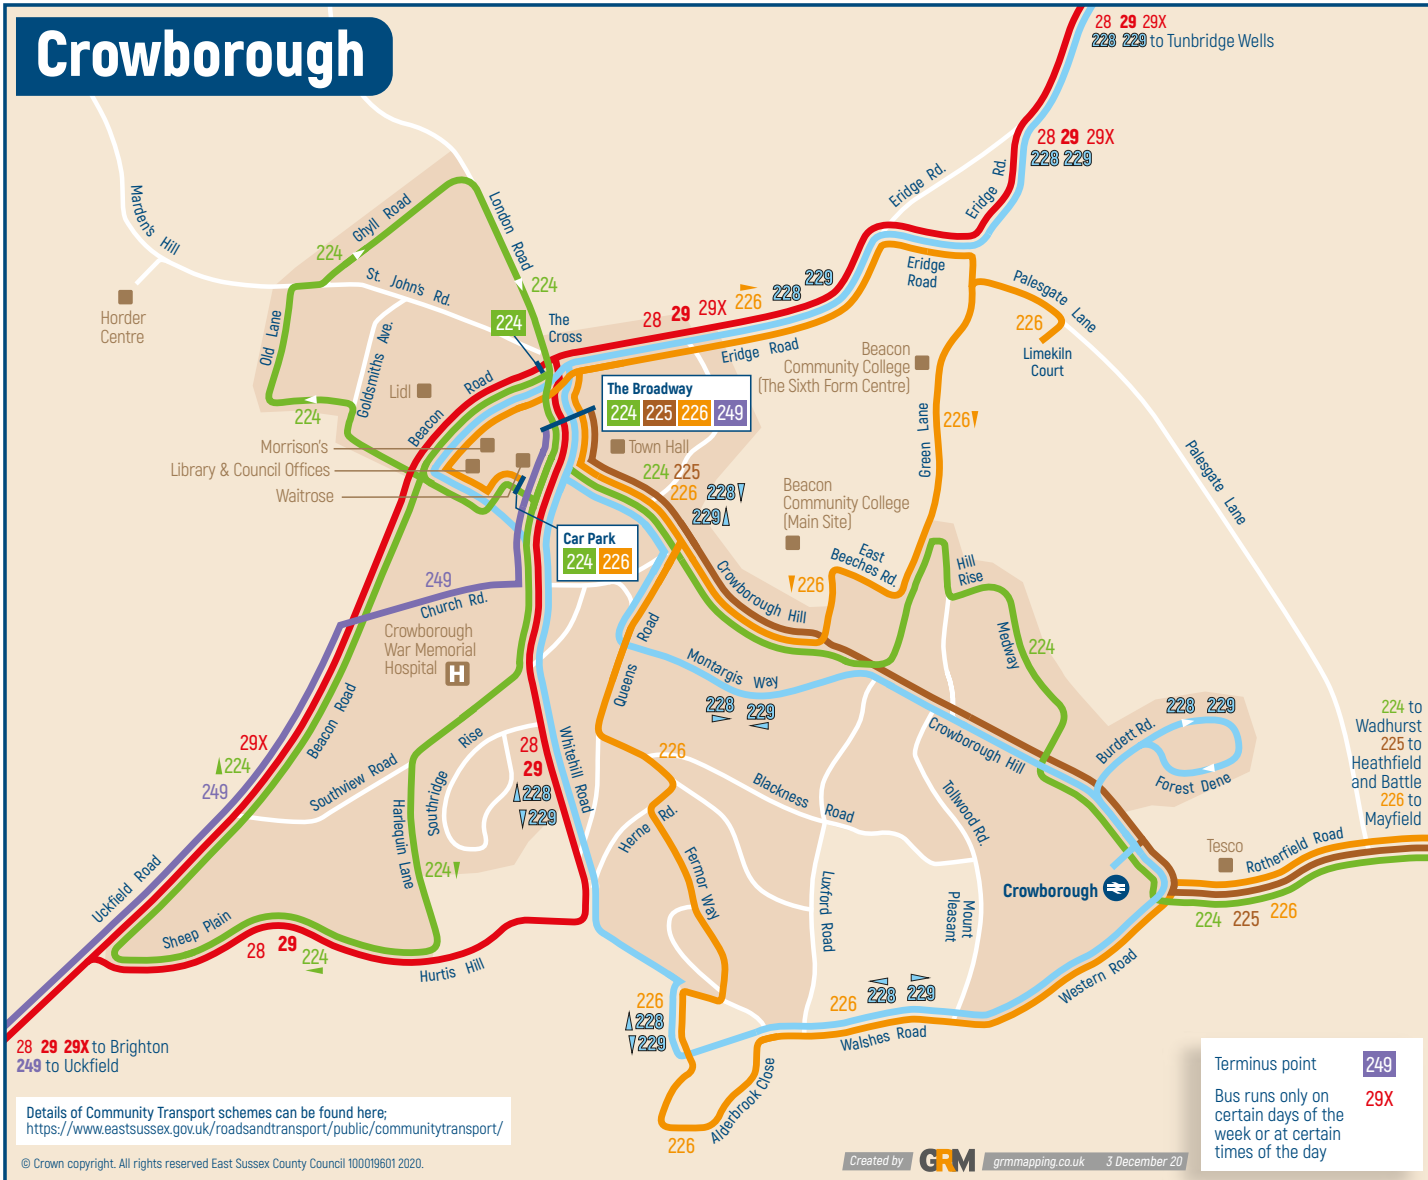 Crowborough
28 29 29X
228 229 to Tunbridge Wells
28 29 29X
228 229
Eridge Rd.
Eridge Rd.
Marden's Hill
Ghyll Road
London Road
224
St. John's Rd.
224
Horder
Centre
Old Lane
Goldsmiths Ave.
224
The
Cross
28 29 29X
226
228
229
Eridge
Road
Palesgate Lane
226
Limekiln
Court
Eridge Road
Beacon
Community College
(The Sixth Form Centre)
Lidl
Beacon Road
224
The Broadway
224 225 226 249
Green Lane
226
Morrison's
Library & Council Offices
Waitrose
Town Hall
224 225
226 228
229
Beacon
Community College
(Main Site)
Palesgate Lane
Car Park
224 226
East
Beeches Rd.
Hill
Rise
226
249
Church Rd.
Crowborough Hill
Crowborough
War Memorial
Hospital
H
Queens Road
Montargis Way
228
229
Medway
224
Beacon Road
29X
224
249
Southview Road
Southridge Rise
Harlequin Lane
224
28
29
228
229
Whitehill Road
226
Herne Rd.
Blackness Road
Crowborough Hill
Tollwood Rd.
Burdett Rd.
228 229
Forest Dene
224 to
Wadhurst
225 to
Heathfield
and Battle
226 to
Mayfield
Tesco
Rotherfield Road
224 225 226
Uckfield Road
Sheep Plain
28 29 224
Hurtis Hill
Fermor Way
Luxford Road
Mount
Pleasant
Crowborough
Western Road
226
228
229
226 228 229
Walshes Road
Alderbrook Close
226
28 29 29X to Brighton
249 to Uckfield
Details of Community Transport schemes can be found here;
https://www.eastsussex.gov.uk/roadsandtransport/public/communitytransport/
© Crown copyright. All rights reserved East Sussex County Council 100019601 2020.
Created by GRM grmmapping.co.uk 3 December 20
Terminus point 249
Bus runs only on 29X
certain days of the
week or at certain
times of the day